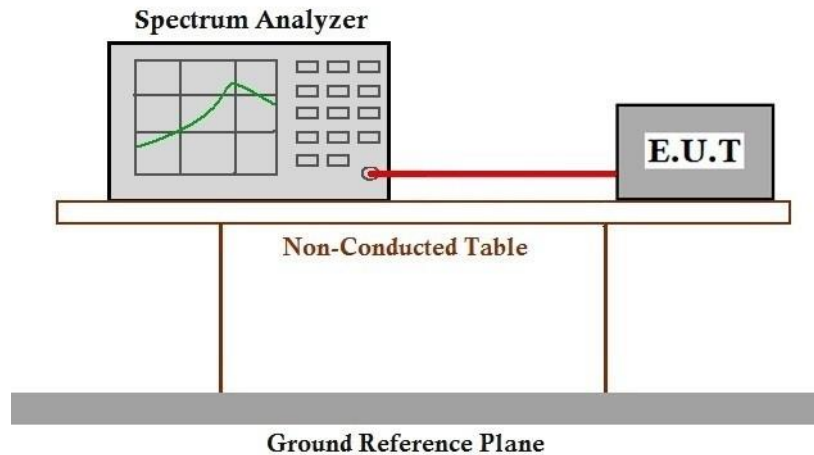 Spectrum Analyzer
E.U.T
Non-Conducted Table
Ground Reference Plane